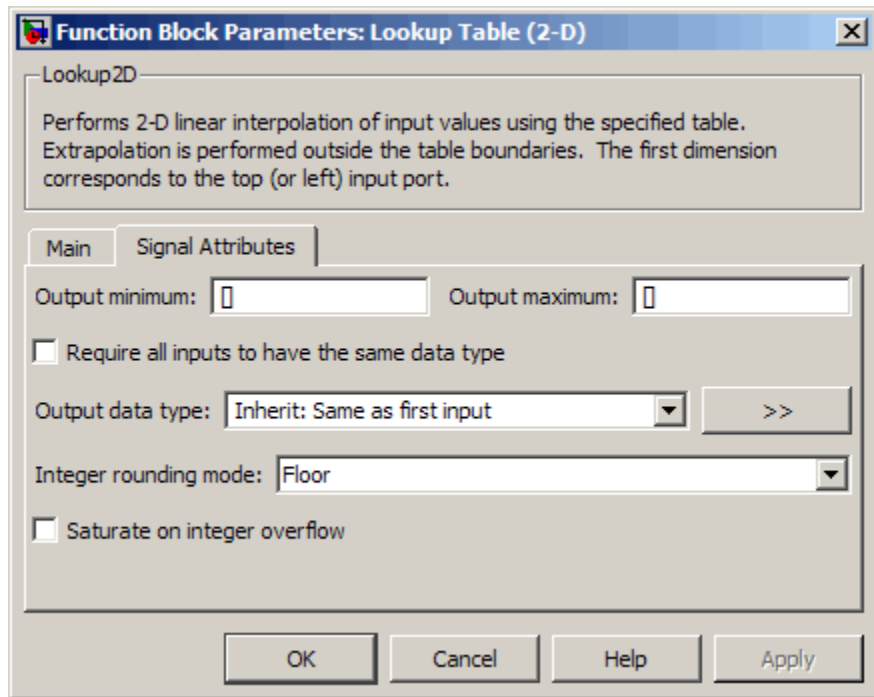 Function Block Parameters: Lookup Table (2-D)
Lookup2D
Performs 2-D linear interpolation of input values using the specified table.
Extrapolation is performed outside the table boundaries.  The first dimension
corresponds to the top (or left) input port.
Main Signal Attributes
Output minimum: [] Output maximum: []
Require all inputs to have the same data type
Output data type: Inherit: Same as first input >>
Integer rounding mode: Floor
Saturate on integer overflow
OK Cancel Help Apply